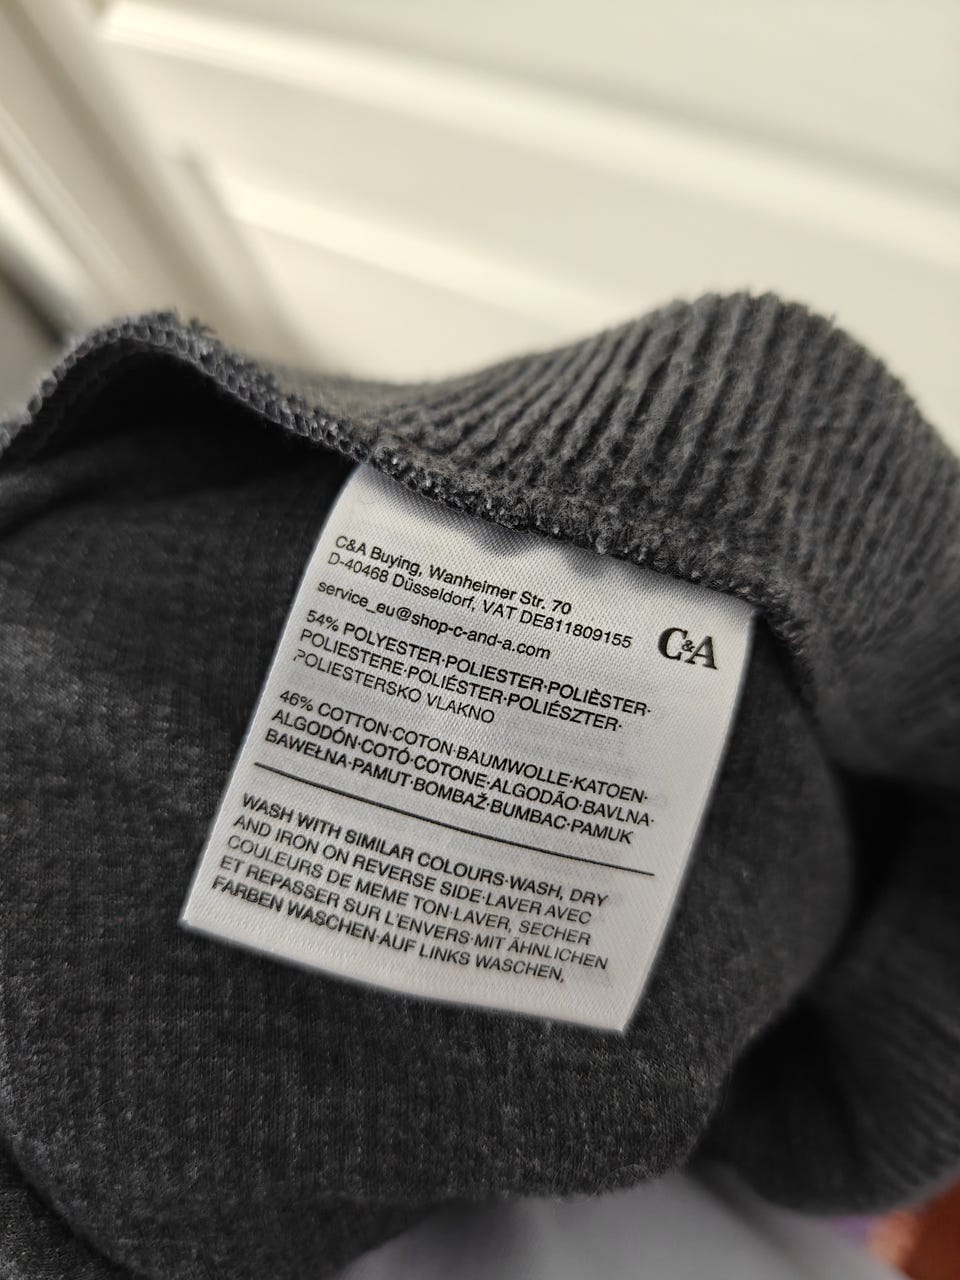 C&A Buying, Wanheimer Str. 70
D-40468 Düsseldorf, VAT DE811809155
service_eu@shop-c-and-a.com
C&A
54% POLYESTER·POLIESTER·POLIÈSTER·
POLIESTERE·POLIÉSTER·POLIÉSZTER·
POLIESTERSKO VLAKNO
46% COTTON·COTON·BAUMWOLLE·KATOEN·
ALGODÓN·COTÓ·COTONE·ALGODÃO·BAVLNA·
BAWEŁNA·PAMUT·BOMBAŽ·BUMBAC·PAMUK
WASH WITH SIMILAR COLOURS·WASH, DRY
AND IRON ON REVERSE SIDE·LAVER AVEC
COULEURS DE MEME TON·LAVER, SECHER
ET REPASSER SUR L'ENVERS·MIT ÄHNLICHEN
FARBEN WASCHEN·AUF LINKS WASCHEN,